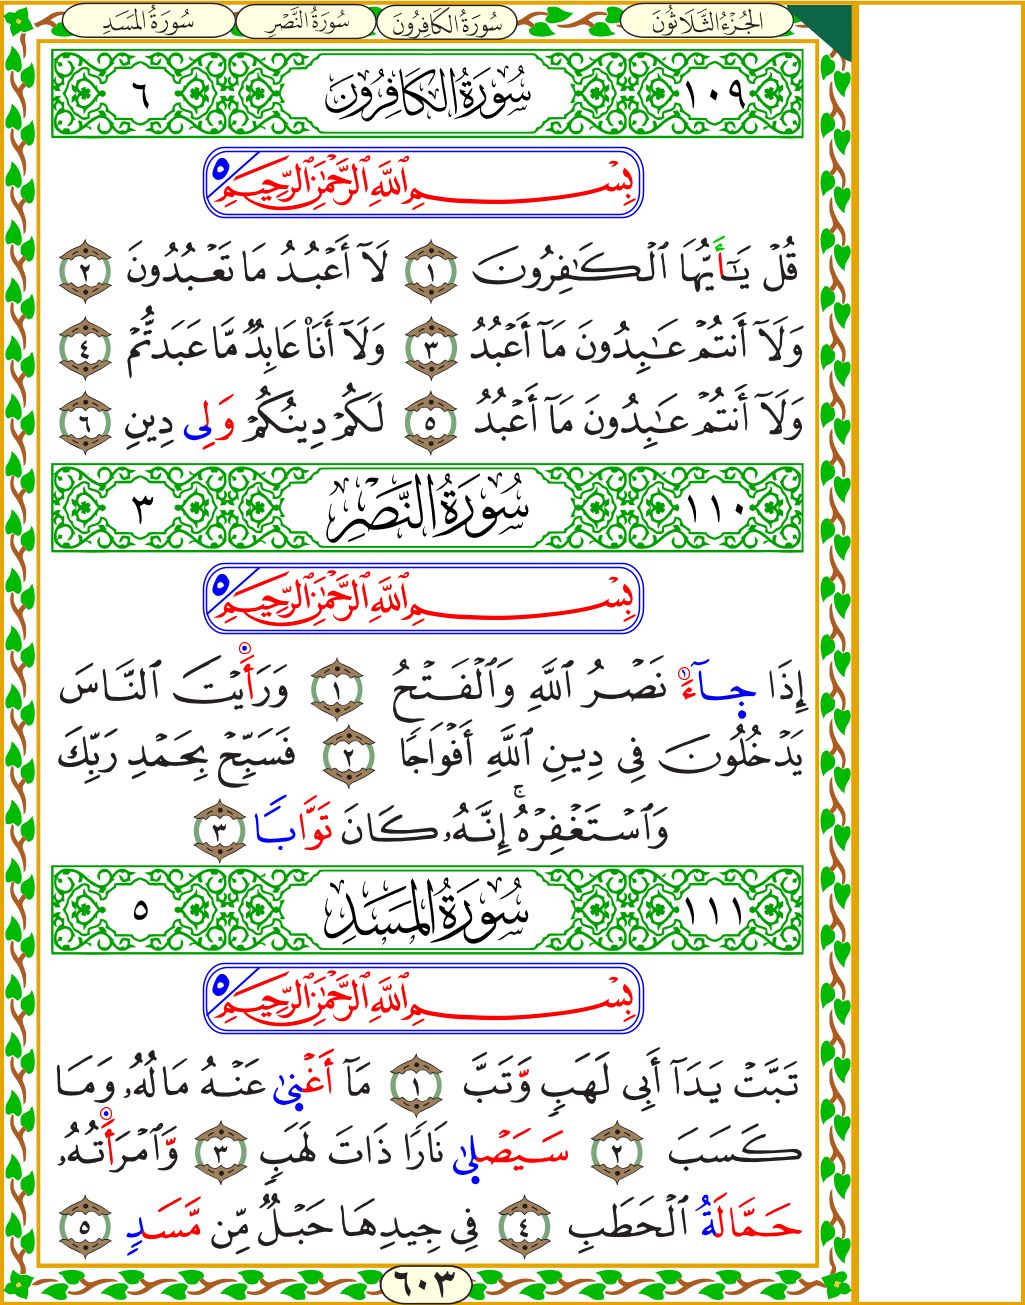 الجُزْءُ الثَّلَاثُونَ سُورَةُ الكَافِرُونَ سُورَةُ النَّصْرِ سُورَةُ المَسَدِ
١٠٩ سُورَةُ الكَافِرُونَ ٦
بِسْمِ ٱللَّهِ ٱلرَّحْمَٰنِ ٱلرَّحِيمِ ٥
قُلْ يَـٰٓأَيُّهَا ٱلْكَـٰفِرُونَ ١ لَآ أَعْبُدُ مَا تَعْبُدُونَ ٢
وَلَآ أَنتُمْ عَـٰبِدُونَ مَآ أَعْبُدُ ٣ وَلَآ أَنَا۠ عَابِدٌ مَّا عَبَدتُّمْ ٤
وَلَآ أَنتُمْ عَـٰبِدُونَ مَآ أَعْبُدُ ٥ لَكُمْ دِينُكُمْ وَلِى دِينِ ٦
١١٠ سُورَةُ النَّصْرِ ٣
بِسْمِ ٱللَّهِ ٱلرَّحْمَٰنِ ٱلرَّحِيمِ ٥
إِذَا جَآءَ نَصْرُ ٱللَّهِ وَٱلْفَتْحُ ١ وَرَأَيْتَ ٱلنَّاسَ
يَدْخُلُونَ فِى دِينِ ٱللَّهِ أَفْوَاجًا ٢ فَسَبِّحْ بِحَمْدِ رَبِّكَ
وَٱسْتَغْفِرْهُ ۚ إِنَّهُۥ كَانَ تَوَّابًا ٣
١١١ سُورَةُ المَسَدِ ٥
بِسْمِ ٱللَّهِ ٱلرَّحْمَٰنِ ٱلرَّحِيمِ ٥
تَبَّتْ يَدَآ أَبِى لَهَبٍ وَتَبَّ ١ مَآ أَغْنَىٰ عَنْهُ مَالُهُۥ وَمَا
كَسَبَ ٢ سَيَصْلَىٰ نَارًا ذَاتَ لَهَبٍ ٣ وَٱمْرَأَتُهُۥ
حَمَّالَةُ ٱلْحَطَبِ ٤ فِى جِيدِهَا حَبْلٌ مِّن مَّسَدٍ ٥
٦٠٣